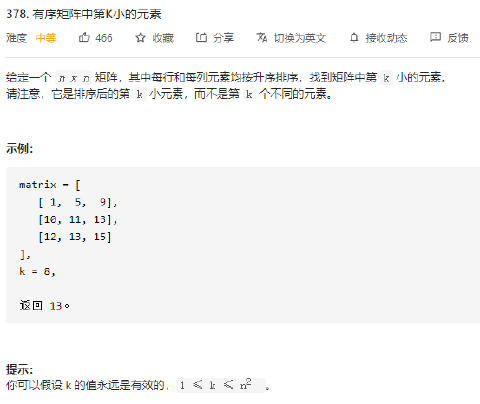 378. 有序矩阵中第K小的元素
难度 中等 466 收藏 分享 切换为英文 接收动态 反馈
给定一个 n x n 矩阵，其中每行和每列元素均按升序排序，找到矩阵中第 k 小的元素。
请注意，它是排序后的第 k 小元素，而不是第 k 个不同的元素。
示例：
matrix = [
[ 1, 5, 9],
[10, 11, 13],
[12, 13, 15]
],
k = 8,
返回 13。
提示：
你可以假设 k 的值永远是有效的，1 ≤ k ≤ n² 。